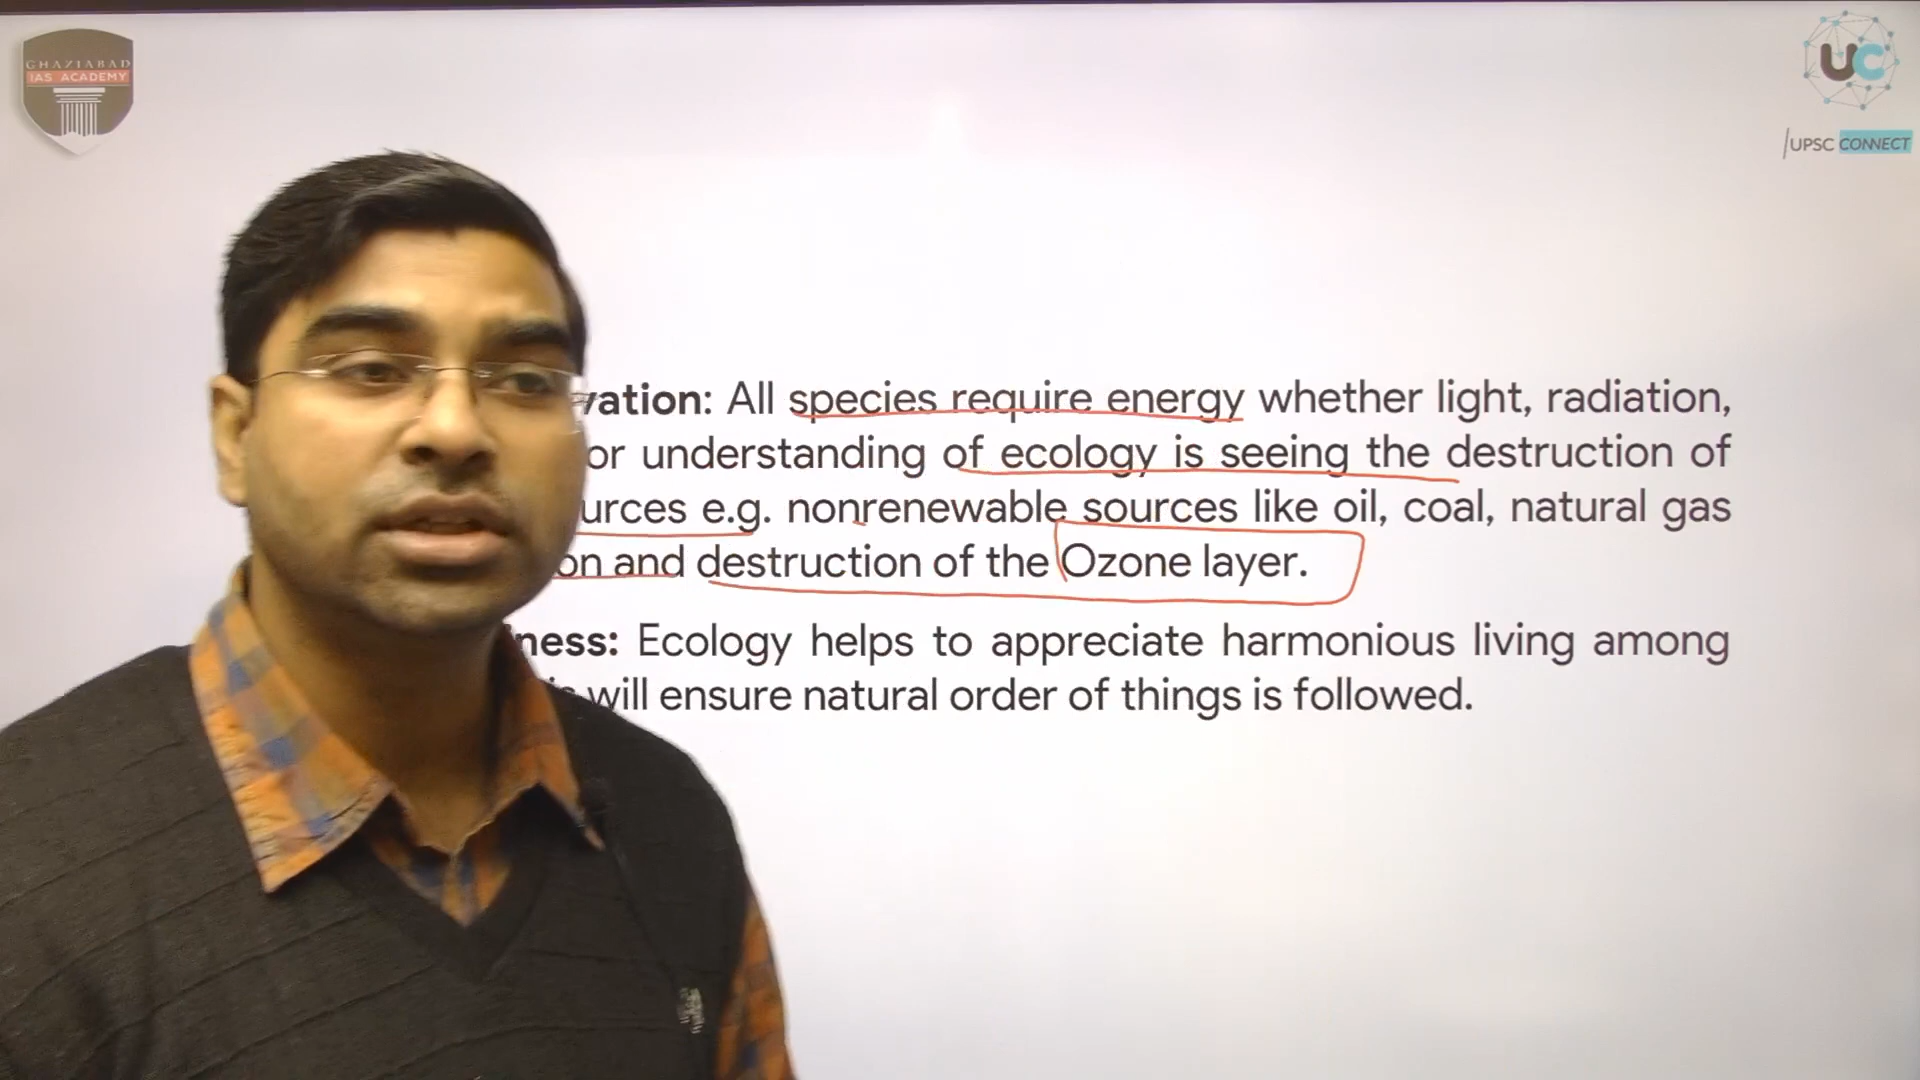 GHAZIABAD
IAS ACADEMY
UC
UPSC CONNECT
vation: All species require energy whether light, radiation,
or understanding of ecology is seeing the destruction of
urces e.g. nonrenewable sources like oil, coal, natural gas
on and destruction of the Ozone layer.
ness: Ecology helps to appreciate harmonious living among
will ensure natural order of things is followed.